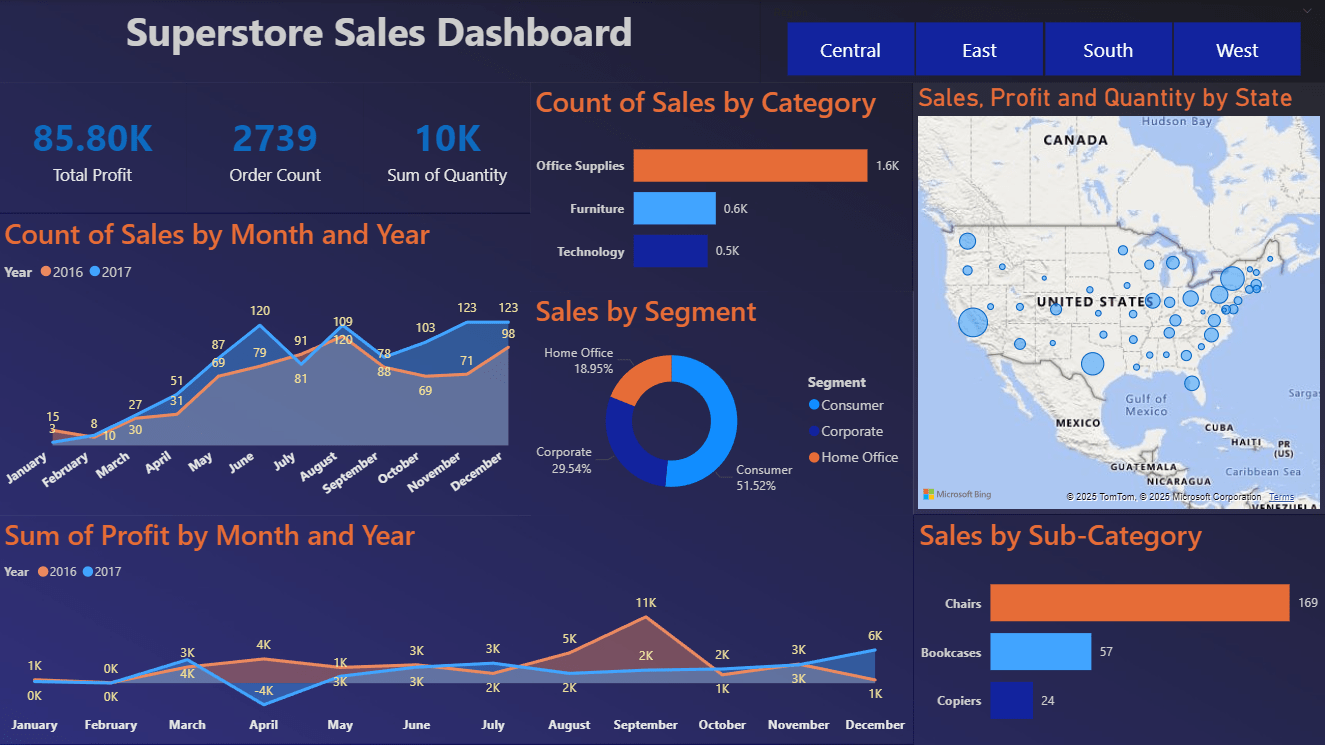 Superstore Sales Dashboard
Central East South West
85.80K 2739 10K
Total Profit Order Count Sum of Quantity
Count of Sales by Category
Office Supplies 1.6K
Furniture 0.6K
Technology 0.5K
Sales, Profit and Quantity by State
Hudson Bay
CANADA
UNITED STATES
Gulf of
Mexico
Sargas
MEXICO
CUBA
HAITI
PR
(US)
GUATEMALA
Caribbean Sea
NICARAGUA
Microsoft Bing
© 2025 TomTom, © 2025 Microsoft Corporation Terms
VENEZUELA
Count of Sales by Month and Year
Year 2016 2017
123 123
120
109
103
98
91
87
79
78
120
88
81
71
69
69
51
31
27
30
15
3
8
10
January February March April May June July August September October November December
Sales by Segment
Home Office
18.95%
Corporate
29.54%
Consumer
51.52%
Segment
Consumer
Corporate
Home Office
Sum of Profit by Month and Year
Year 2016 2017
1K 0K 3K 4K 1K 3K 3K 5K 11K 2K 3K 6K
0K 0K 4K -4K 3K 3K 2K 2K 2K 1K 3K 1K
January February March April May June July August September October November December
Sales by Sub-Category
Chairs 169
Bookcases 57
Copiers 24